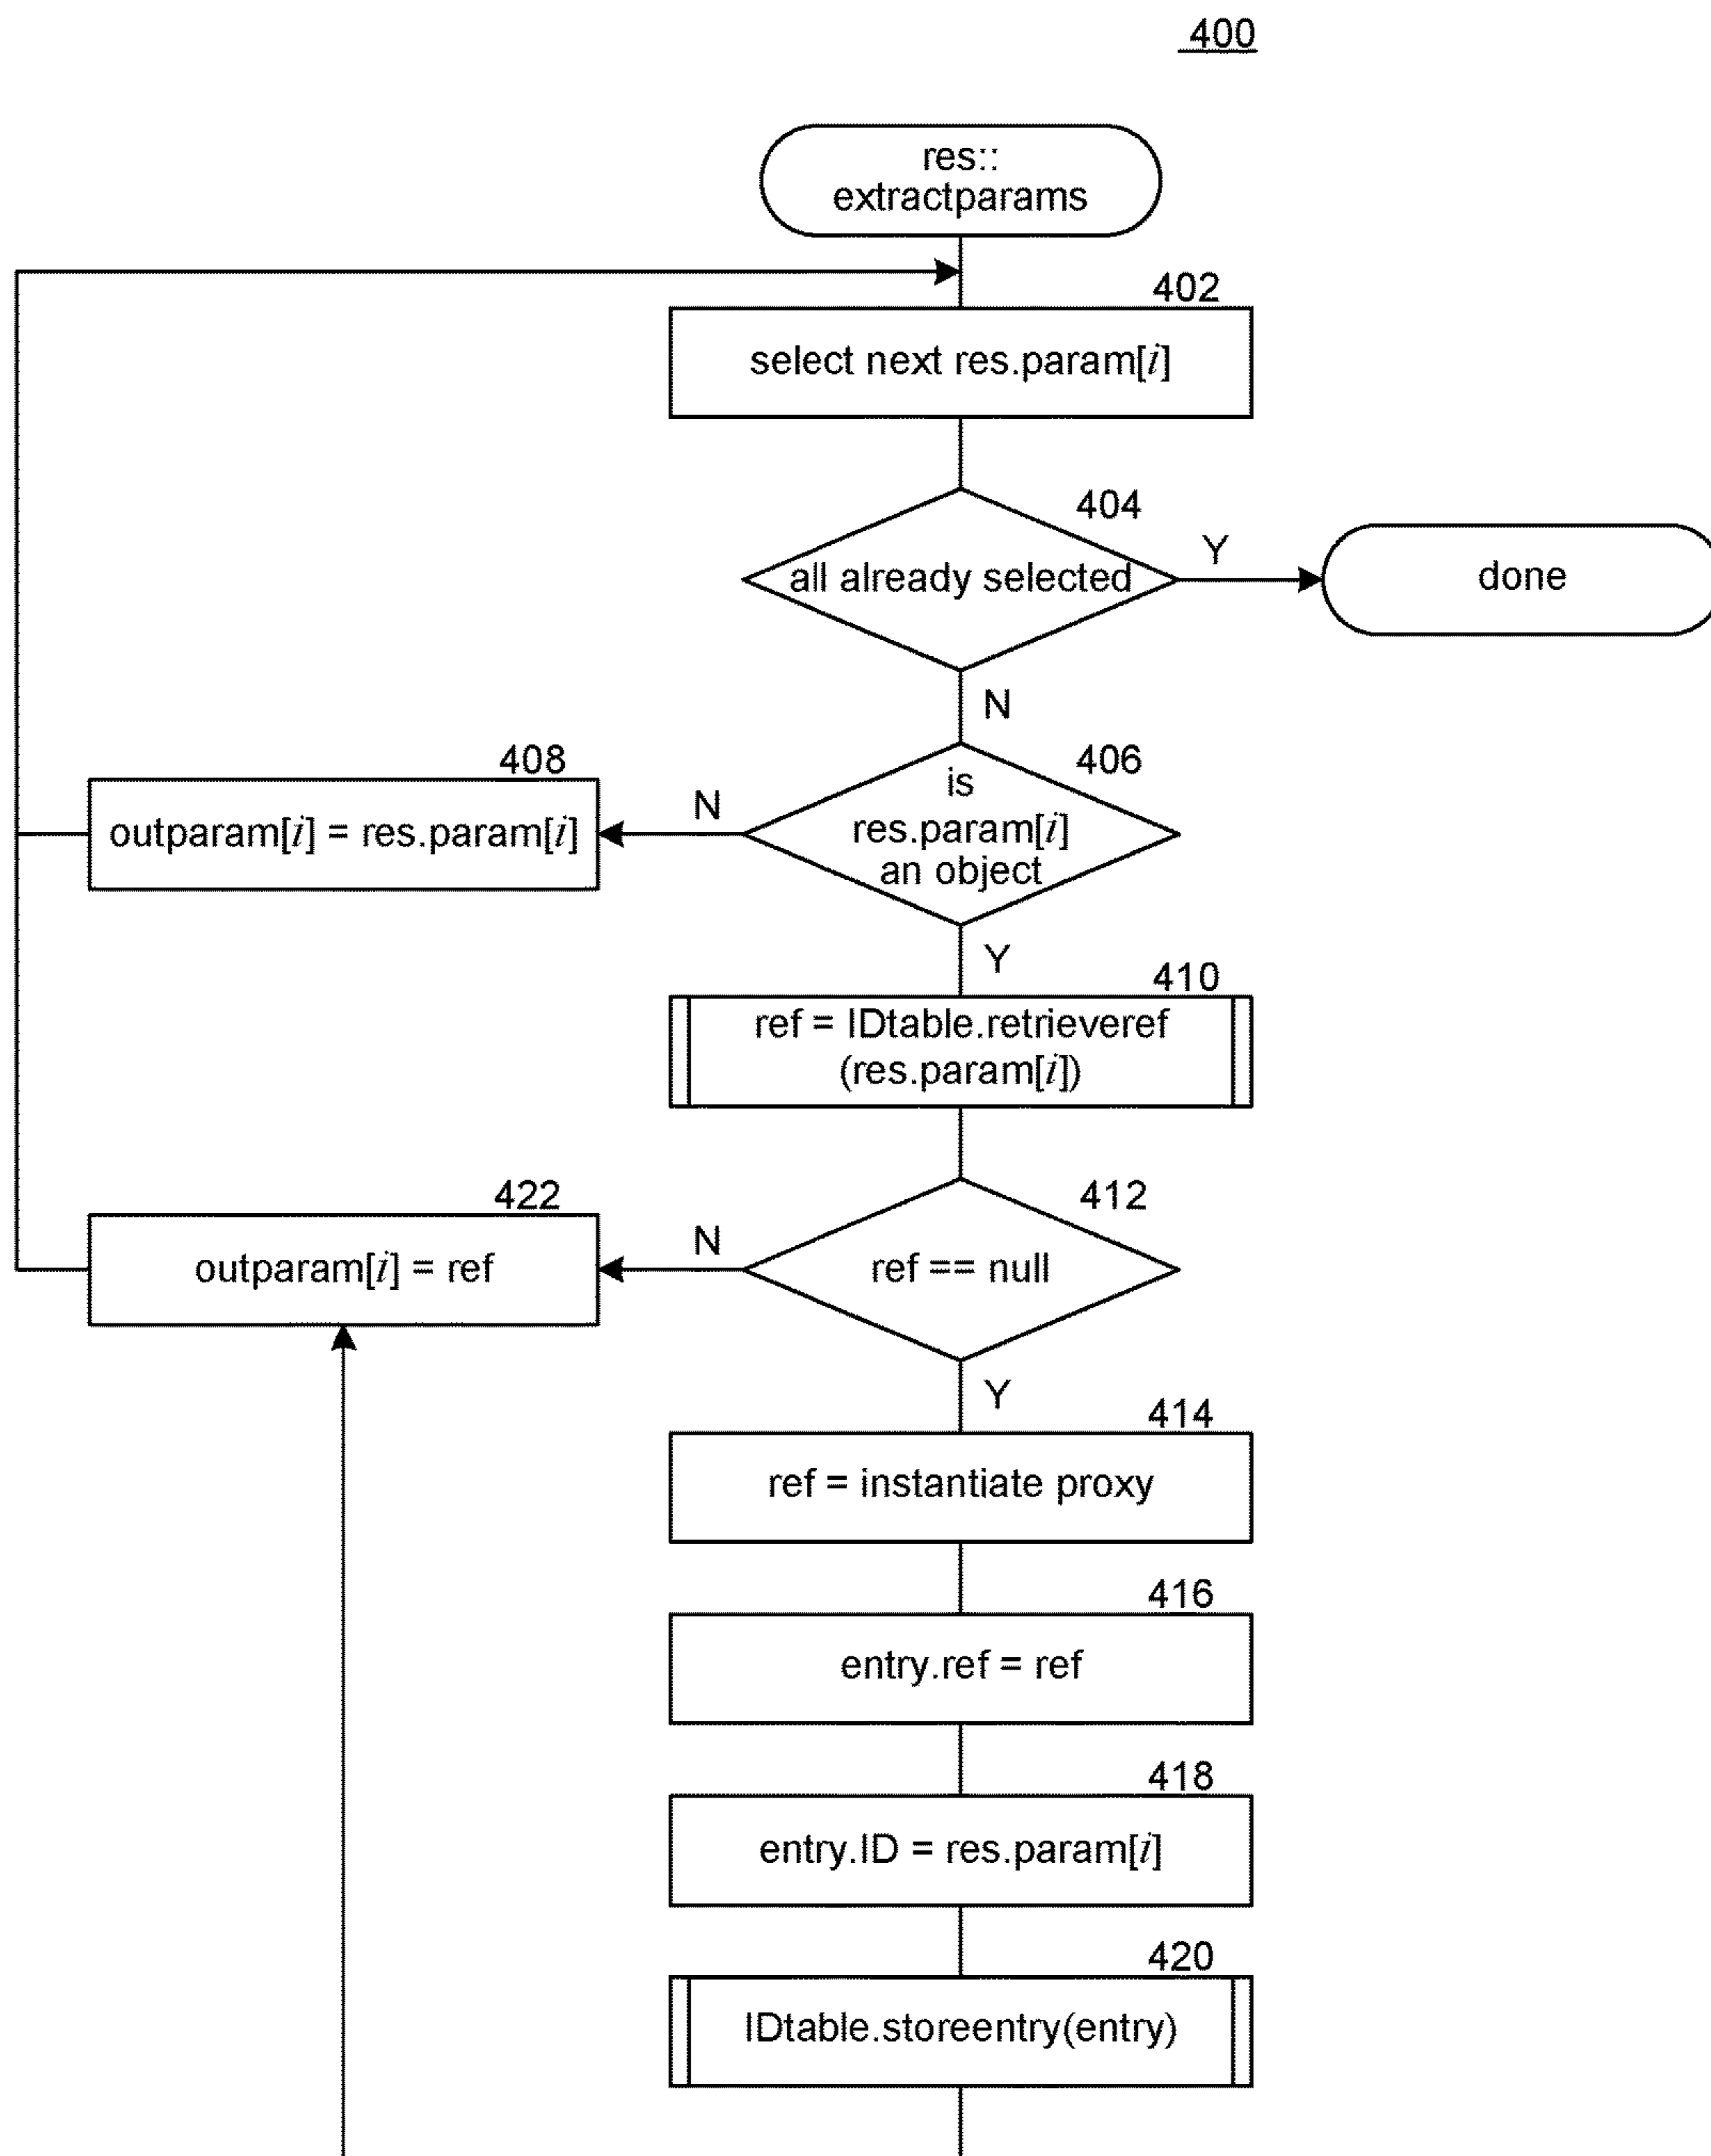 400
res::
extractparams
402
select next res.param[i]
404
all already selected
Y
done
N
406
is
res.param[i]
an object
N
408
outparam[i] = res.param[i]
Y
410
ref = IDtable.retrieveref
(res.param[i])
412
ref == null
N
422
outparam[i] = ref
Y
414
ref = instantiate proxy
416
entry.ref = ref
418
entry.ID = res.param[i]
420
IDtable.storeentry(entry)